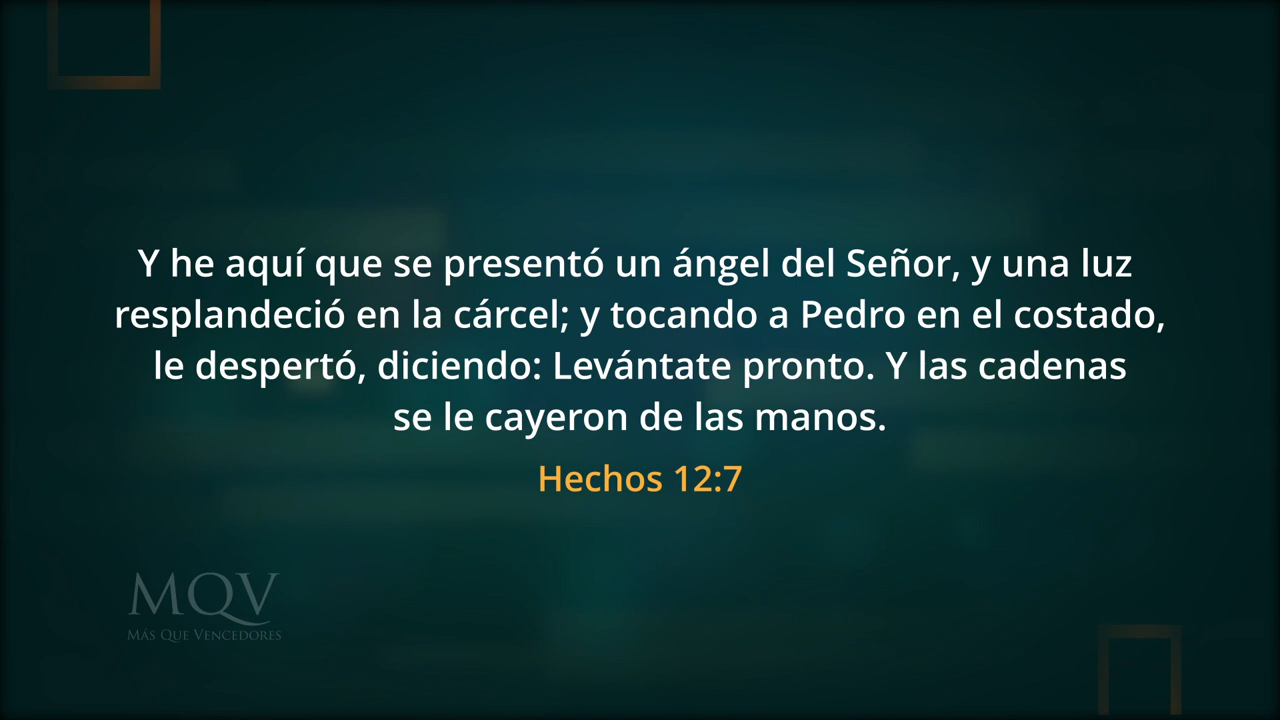 Y he aquí que se presentó un ángel del Señor, y una luz
resplandeció en la cárcel; y tocando a Pedro en el costado,
le despertó, diciendo: Levántate pronto. Y las cadenas
se le cayeron de las manos.
Hechos 12:7
MQV
MÁS QUE VENCEDORES